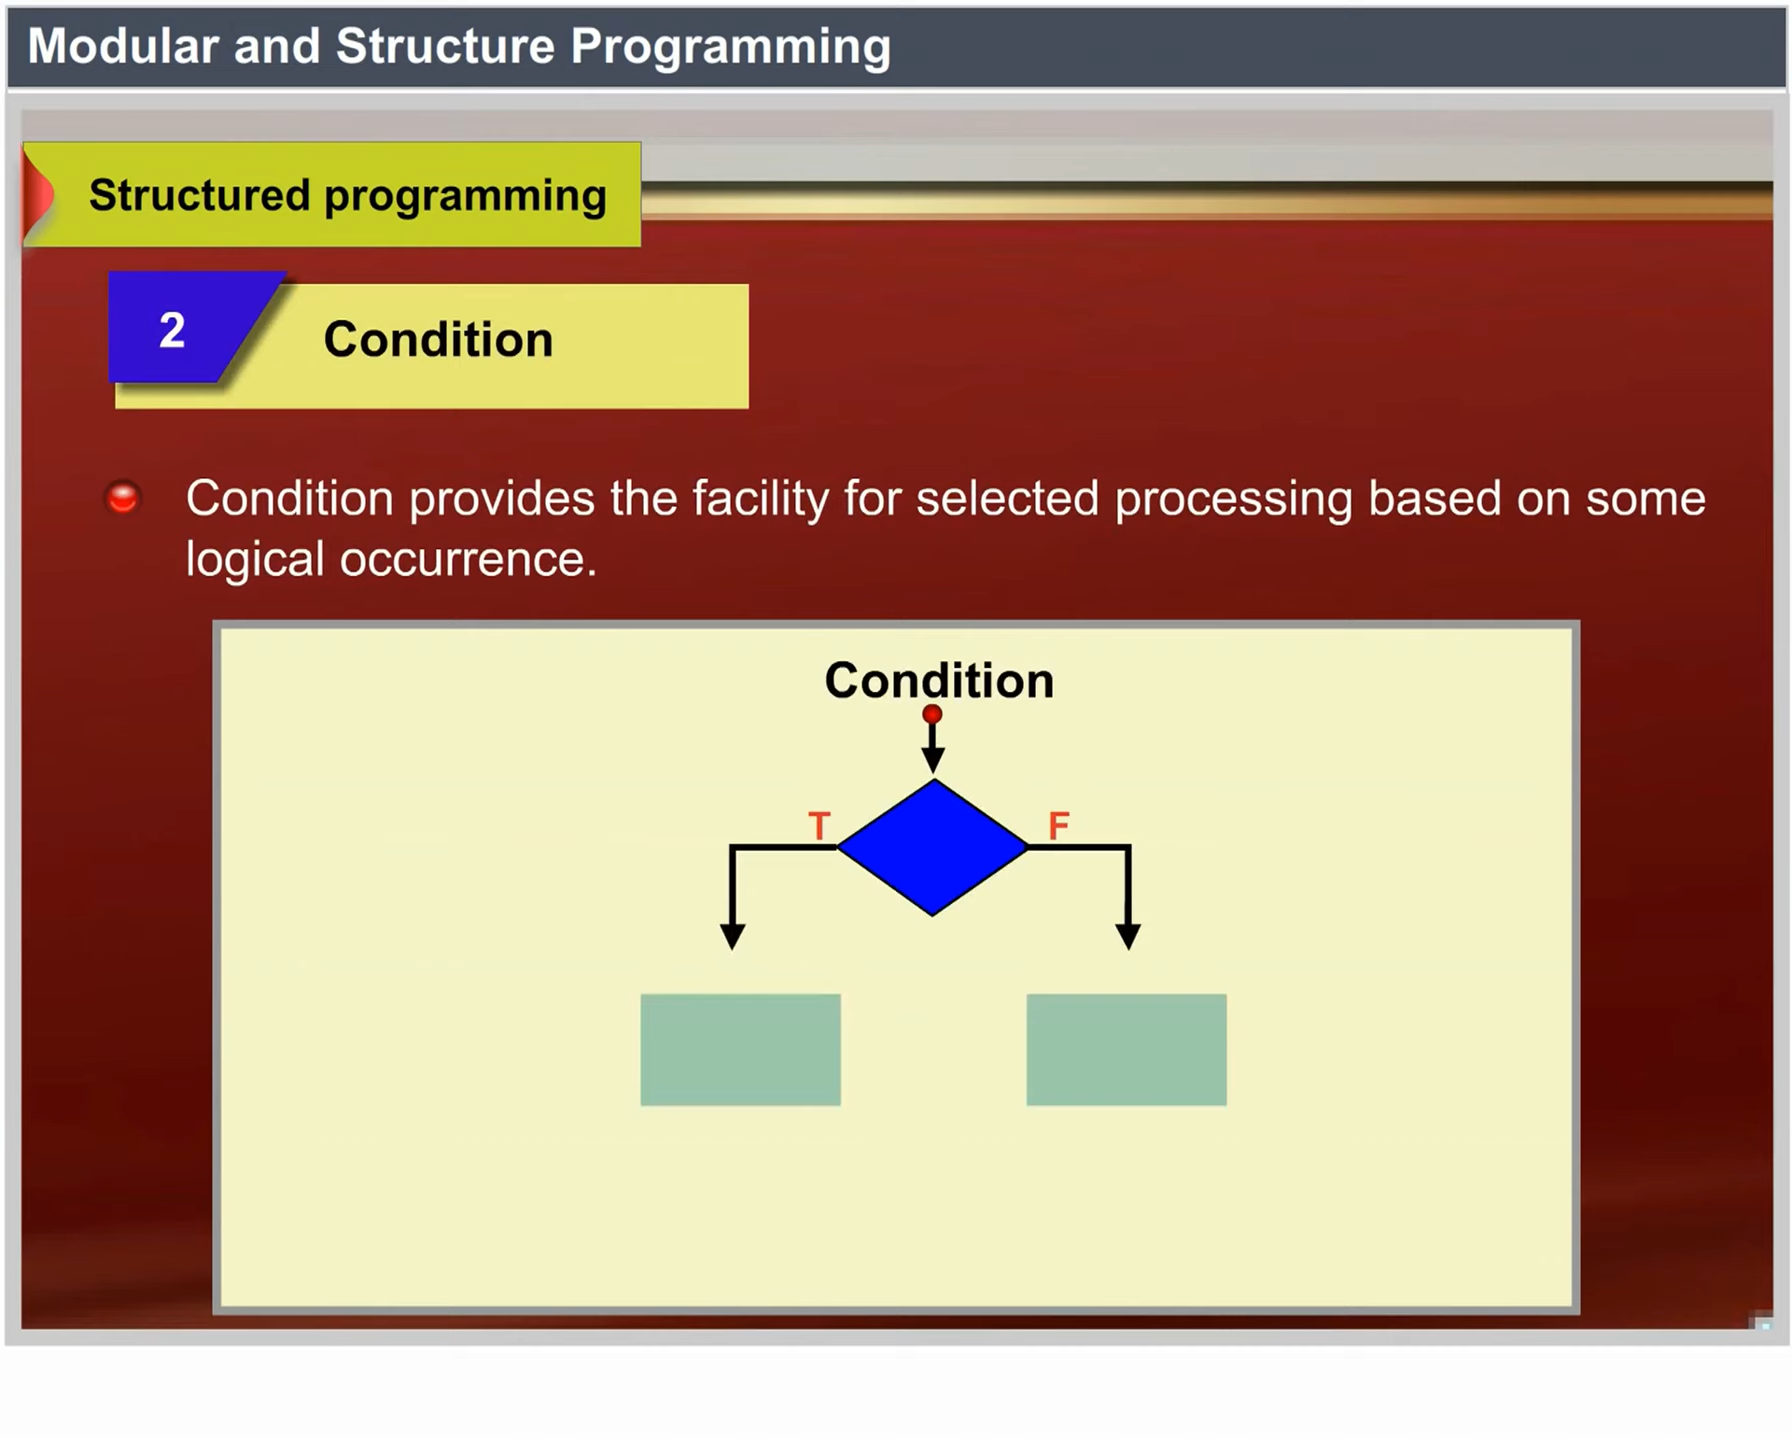 Modular and Structure Programming
Structured programming
2
Condition
Condition provides the facility for selected processing based on some
logical occurrence.
Condition
T
F